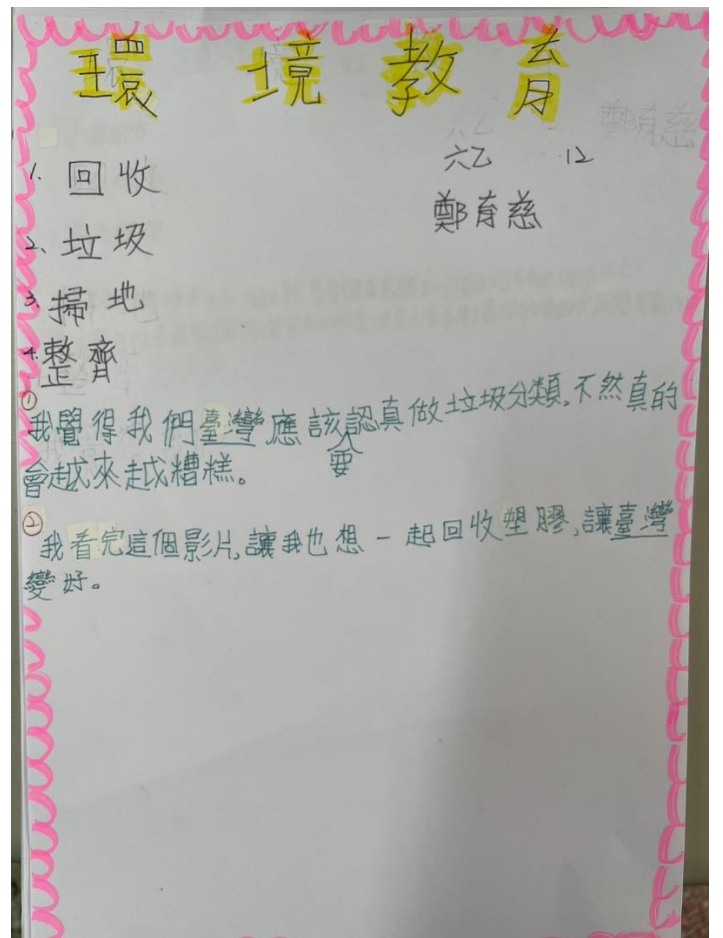 環境教育
六乙 12
鄭育慈
1. 回收
2、垃圾
3、掃地
4.整齊
①
我覺得我們臺灣應該要認真做垃圾分類,不然真的
會越來越糟糕。
②
我看完這個影片,讓我也想一起回收塑膠,讓臺灣
變好。